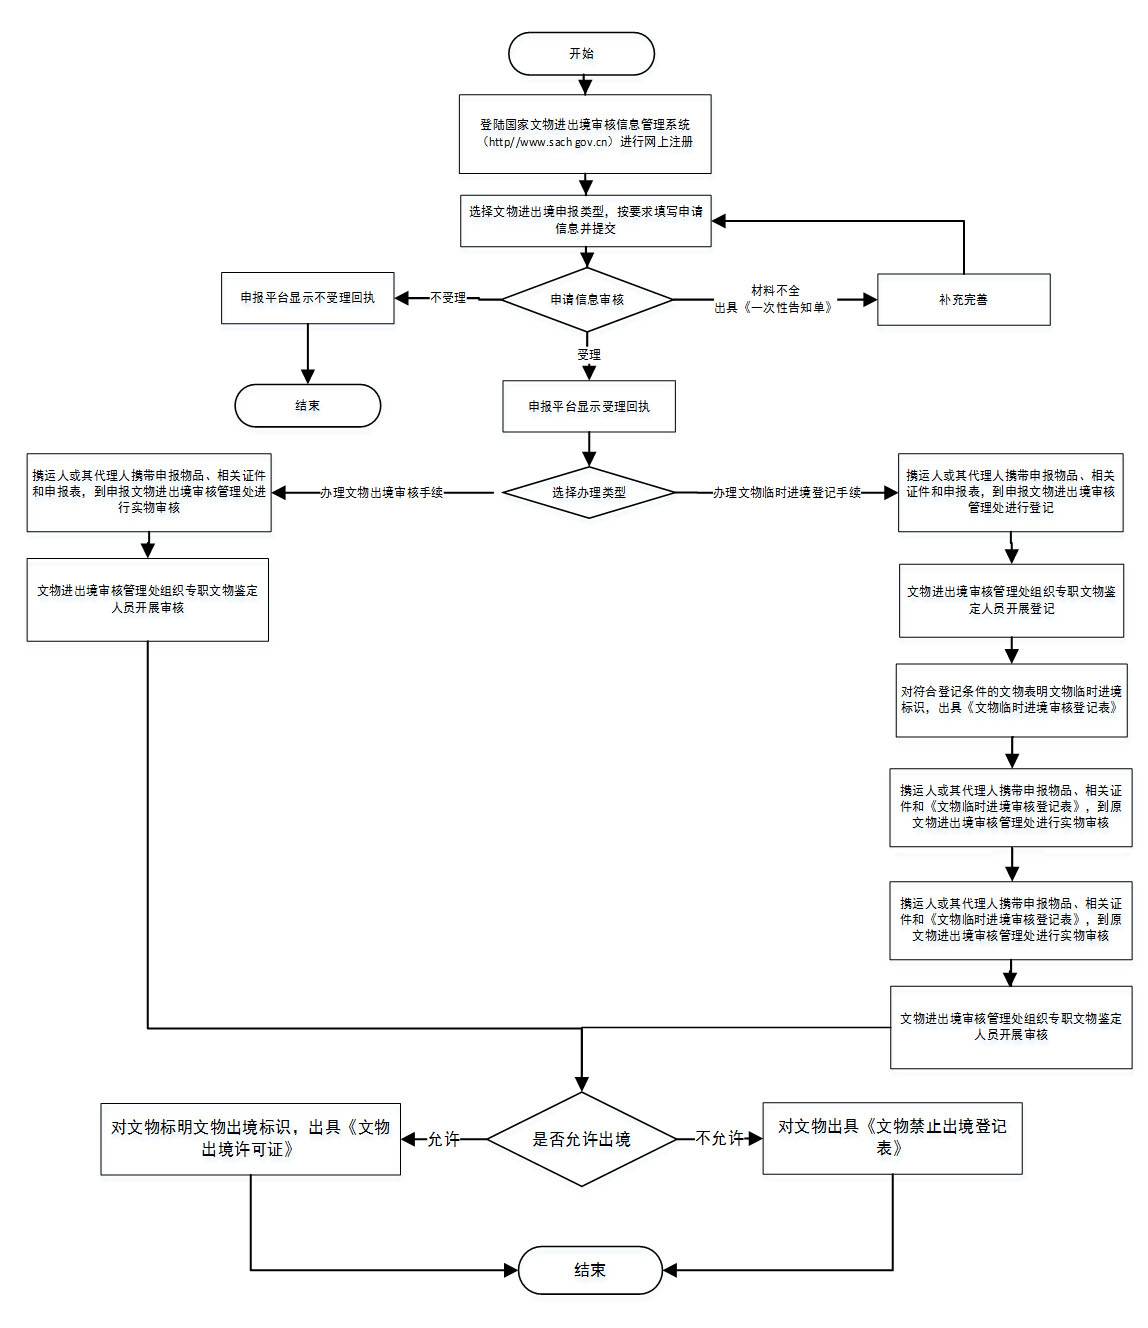 开始
登陆国家文物进出境审核信息管理系统
（http//www.sach gov.cn）进行网上注册
选择文物进出境申报类型，按要求填写申请
信息并提交
申报平台显示不受理回执
不受理
申请信息审核
材料不全
出具《一次性告知单》
补充完善
受理
结束
申报平台显示受理回执
携运人或其代理人携带申报物品、相关证件
和申报表，到申报文物进出境审核管理处进
行实物审核
办理文物出境审核手续
选择办理类型
办理文物临时进境登记手续
携运人或其代理人携带申报物品、相关
证件和申报表，到申报文物进出境审核
管理处进行登记
文物进出境审核管理处组织专职文物鉴定
人员开展审核
文物进出境审核管理处组织专职文物鉴
定人员开展登记
对符合登记条件的文物表明文物临时进境
标识，出具《文物临时进境审核登记表》
携运人或其代理人携带申报物品、相关证
件和《文物临时进境审核登记表》，到原
文物进出境审核管理处进行实物审核
携运人或其代理人携带申报物品、相关证
件和《文物临时进境审核登记表》，到原
文物进出境审核管理处进行实物审核
文物进出境审核管理处组织专职文物鉴定
人员开展审核
对文物标明文物出境标识，出具《文物
出境许可证》
允许
是否允许出境
不允许
对文物出具《文物禁止出境登记
表》
结束